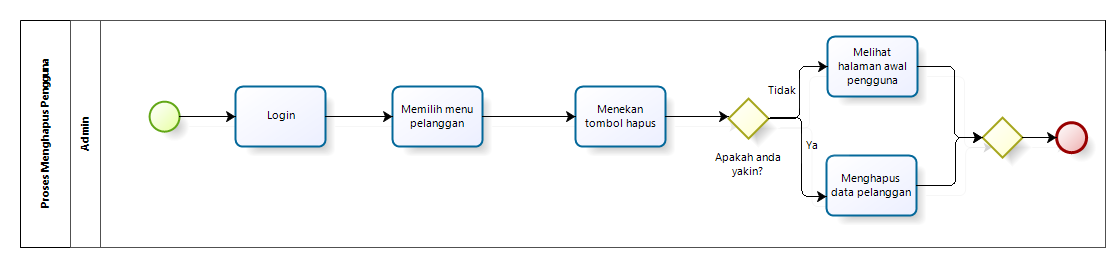 Proses Menghapus Pengguna
Admin
Login
Memilih menu
pelanggan
Menekan
tombol hapus
Apakah anda
yakin?
Tidak
Melihat
halaman awal
pengguna
Ya
Menghapus
data pelanggan